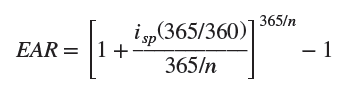 EAR = [1 + i_sp(365/360) / 365/n]^365/n − 1